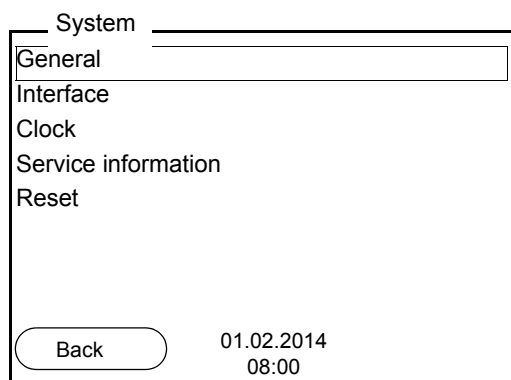 System
General
Interface
Clock
Service information
Reset
Back
01.02.2014
08:00